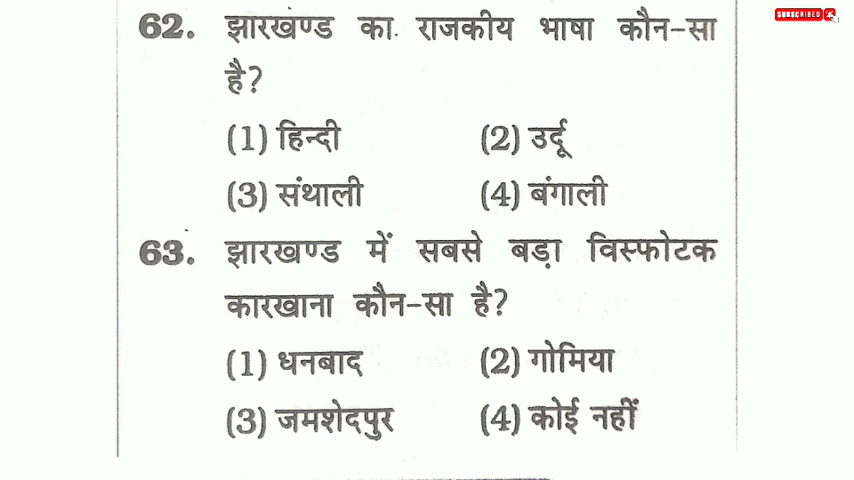 SUBSCRIBED
62. झारखण्ड का राजकीय भाषा कौन-सा
है?
(1) हिन्दी (2) उर्दू
(3) संथाली (4) बंगाली
63. झारखण्ड में सबसे बड़ा विस्फोटक
कारखाना कौन-सा है?
(1) धनबाद (2) गोमिया
(3) जमशेदपुर (4) कोई नहीं